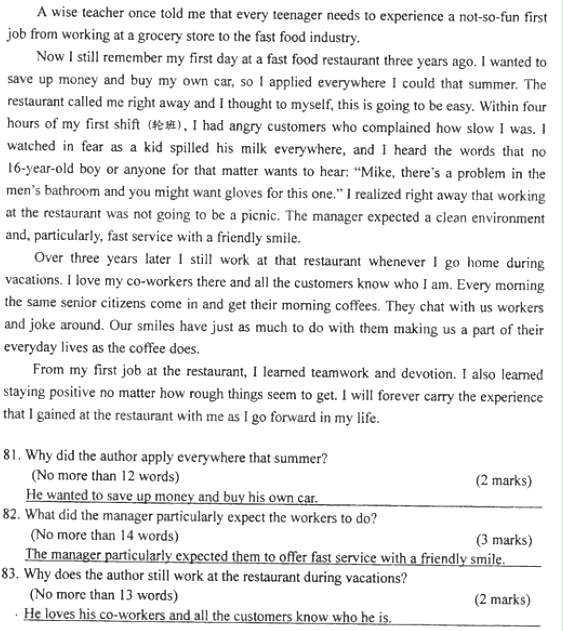 A wise teacher once told me that every teenager needs to experience a not-so-fun first
job from working at a grocery store to the fast food industry.
Now I still remember my first day at a fast food restaurant three years ago. I wanted to
save up money and buy my own car, so I applied everywhere I could that summer. The
restaurant called me right away and I thought to myself, this is going to be easy. Within four
hours of my first shift (轮班), I had angry customers who complained how slow I was. I
watched in fear as a kid spilled his milk everywhere, and I heard the words that no
16-year-old boy or anyone for that matter wants to hear: “Mike, there’s a problem in the
men’s bathroom and you might want gloves for this one.” I realized right away that working
at the restaurant was not going to be a picnic. The manager expected a clean environment
and, particularly, fast service with a friendly smile.
Over three years later I still work at that restaurant whenever I go home during
vacations. I love my co-workers there and all the customers know who I am. Every morning
the same senior citizens come in and get their morning coffees. They chat with us workers
and joke around. Our smiles have just as much to do with them making us a part of their
everyday lives as the coffee does.
From my first job at the restaurant, I learned teamwork and devotion. I also learned
staying positive no matter how rough things seem to get. I will forever carry the experience
that I gained at the restaurant with me as I go forward in my life.
81. Why did the author apply everywhere that summer?
(No more than 12 words) (2 marks)
He wanted to save up money and buy his own car.
82. What did the manager particularly expect the workers to do?
(No more than 14 words) (3 marks)
The manager particularly expected them to offer fast service with a friendly smile.
83. Why does the author still work at the restaurant during vacations?
(No more than 13 words) (2 marks)
He loves his co-workers and all the customers know who he is.